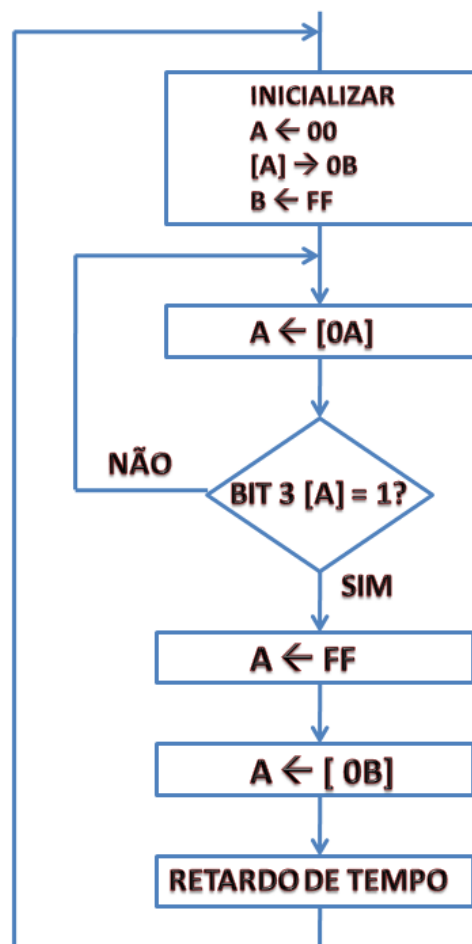 INICIALIZAR
A ← 00
[A] → 0B
B ← FF
A ← [0A]
BIT 3 [A] = 1?
NÃO
SIM
A ← FF
A ← [ 0B]
RETARDO DE TEMPO